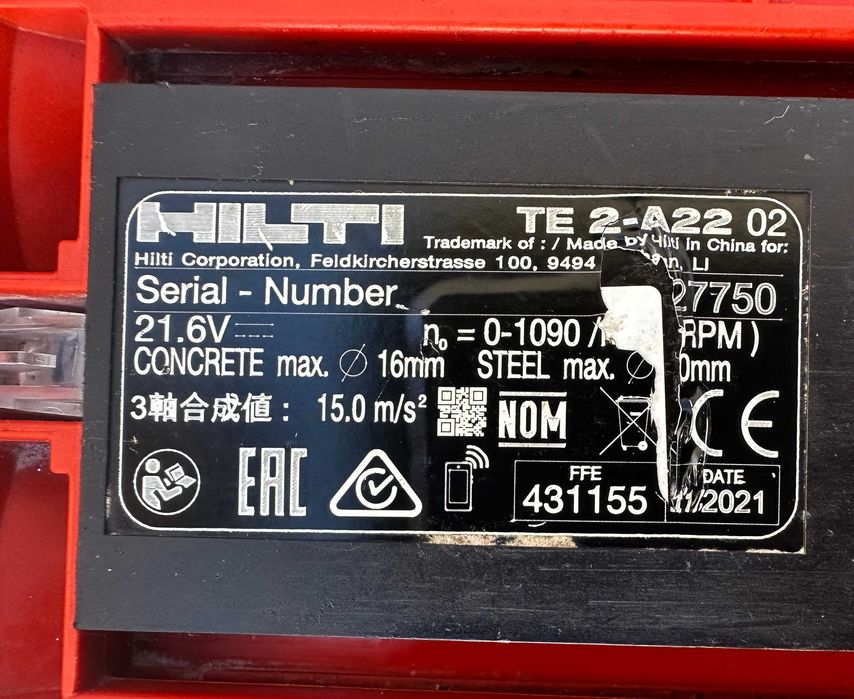 HILTI TE 2-A22 02
Trademark of : / Made by Hilti in China for:
Hilti Corporation, Feldkircherstrasse 100, 9494 LI
Serial - Number 27750
21.6V n₀ = 0-1090 RPM )
CONCRETE max. ∅ 16mm STEEL max. ∅
3軸合成値 : 15.0 m/s² NOM CE
EAC
FFE DATE
431155 11/2021